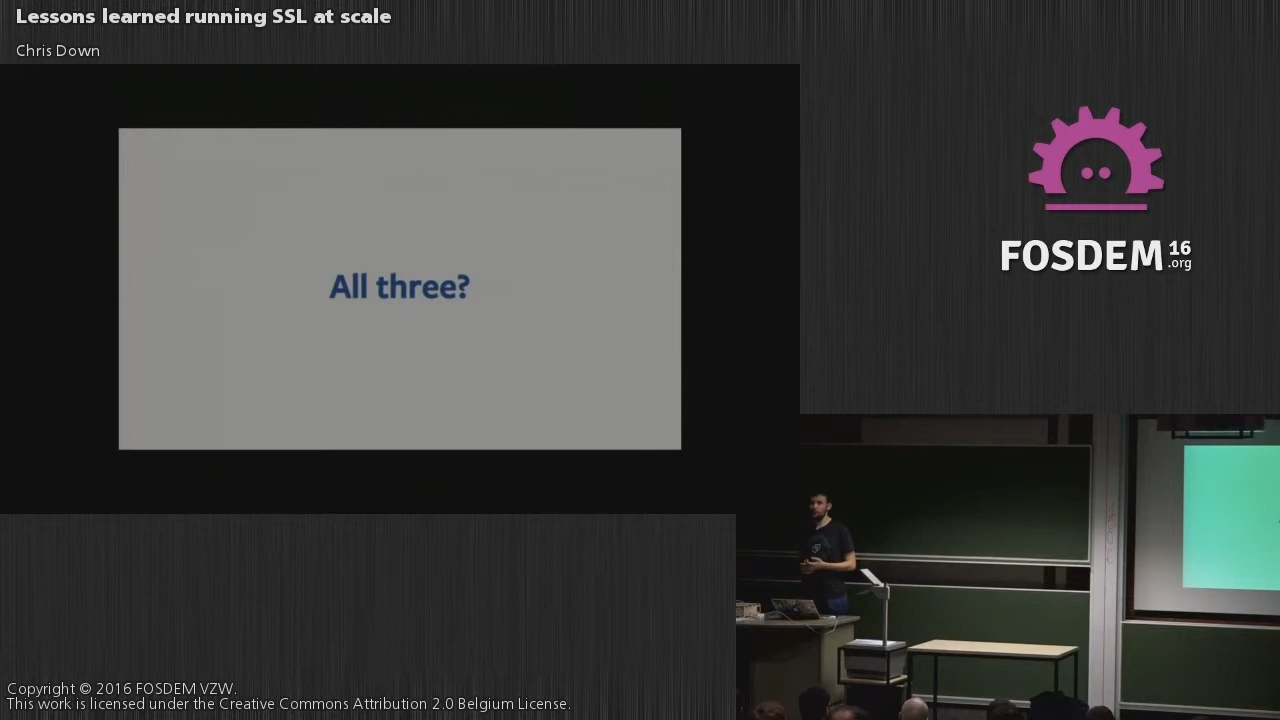 Lessons learned running SSL at scale
Chris Down
All three?
FOSDEM 16
.org
Copyright © 2016 FOSDEM VZW.
This work is licensed under the Creative Commons Attribution 2.0 Belgium License.